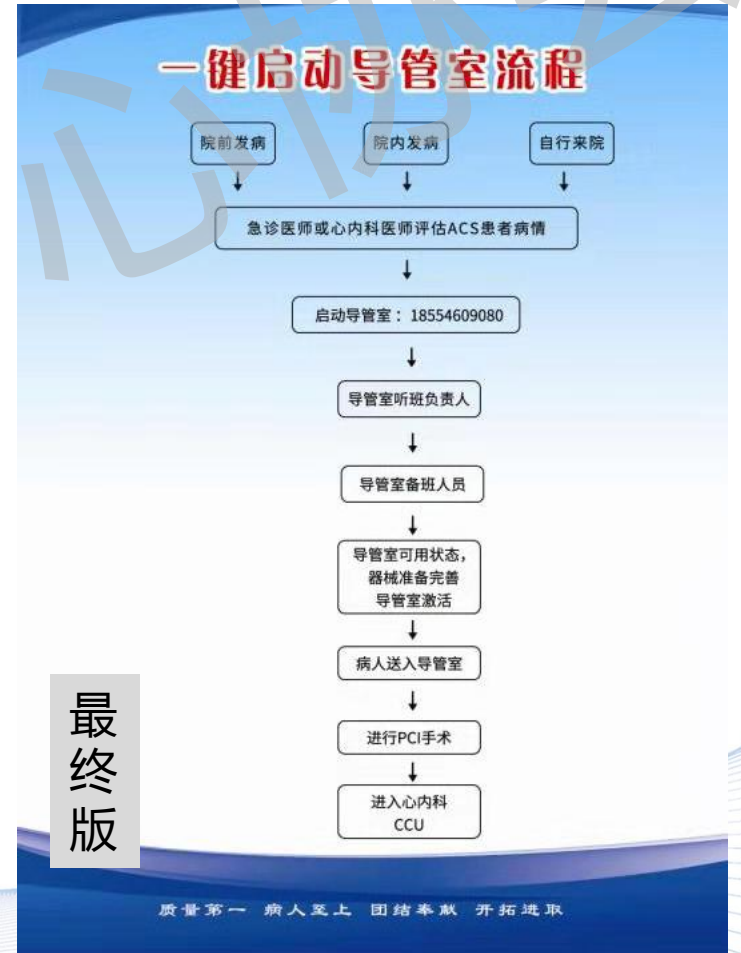 一键启动导管室流程
院前发病
院内发病
自行来院
急诊医师或心内科医师评估ACS患者病情
启动导管室：18554609080
导管室听班负责人
导管室备班人员
导管室可用状态，
器械准备完善
导管室激活
病人送入导管室
进行PCI手术
进入心内科
CCU
最终版
质量第一 病人至上 团结奉献 开拓进取